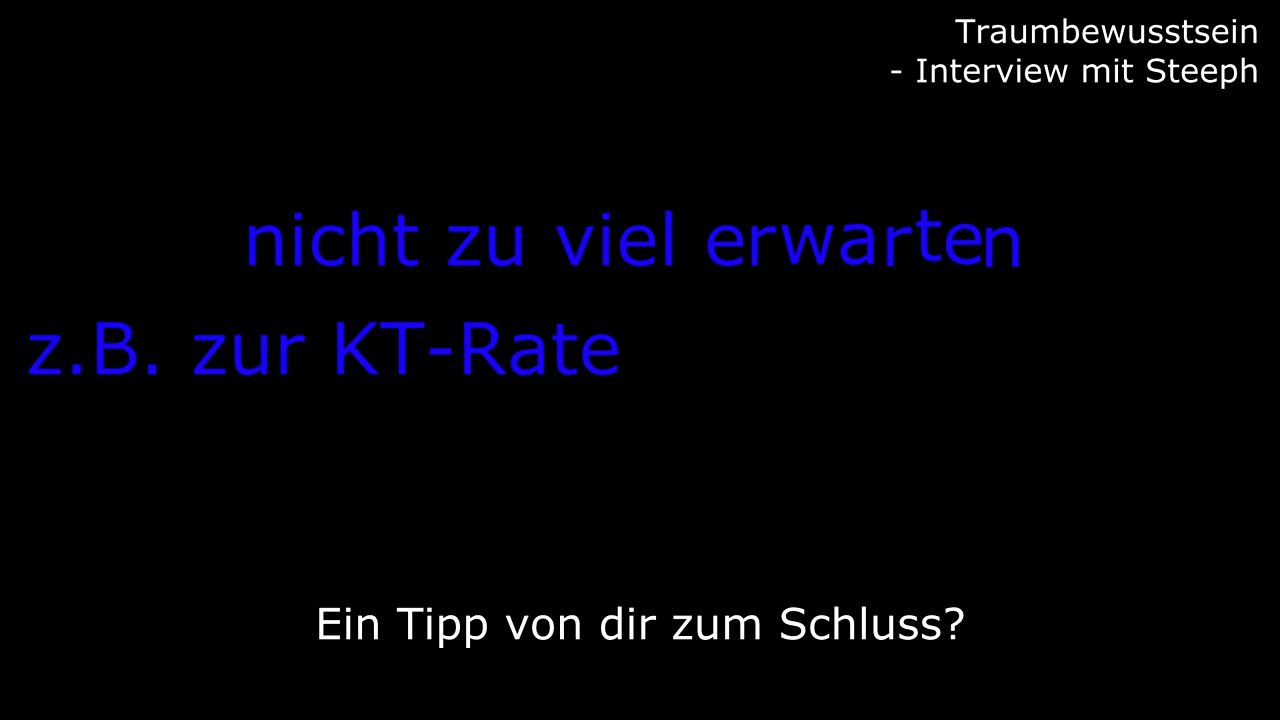 Traumbewusstsein
- Interview mit Steeph
nicht zu viel erwarten
z.B. zur KT-Rate
Ein Tipp von dir zum Schluss?